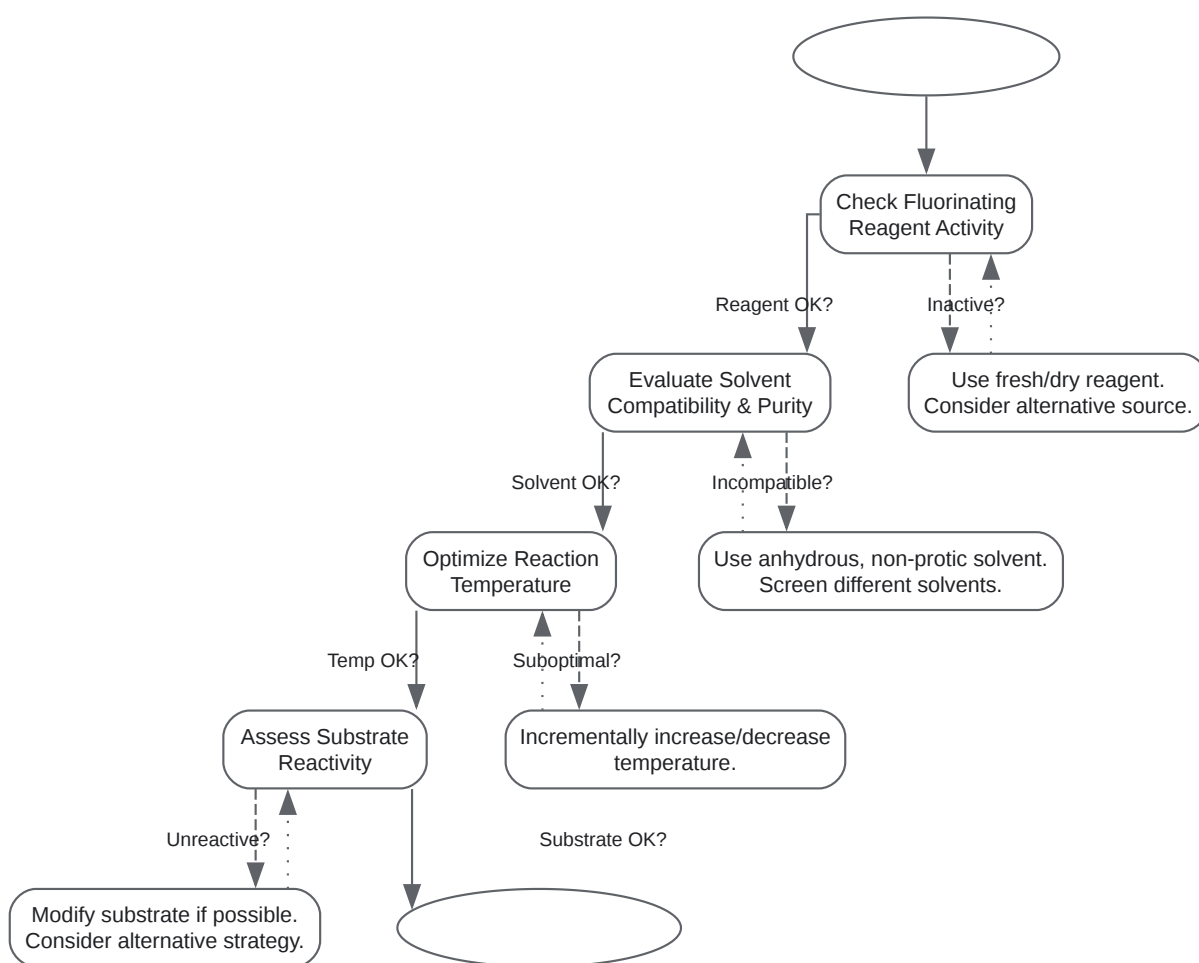 Check Fluorinating
Reagent Activity
Reagent OK?
Inactive?
Evaluate Solvent
Compatibility & Purity
Use fresh/dry reagent.
Consider alternative source.
Solvent OK?
Incompatible?
Optimize Reaction
Temperature
Use anhydrous, non-protic solvent.
Screen different solvents.
Temp OK?
Suboptimal?
Assess Substrate
Reactivity
Incrementally increase/decrease
temperature.
Unreactive?
Substrate OK?
Modify substrate if possible.
Consider alternative strategy.